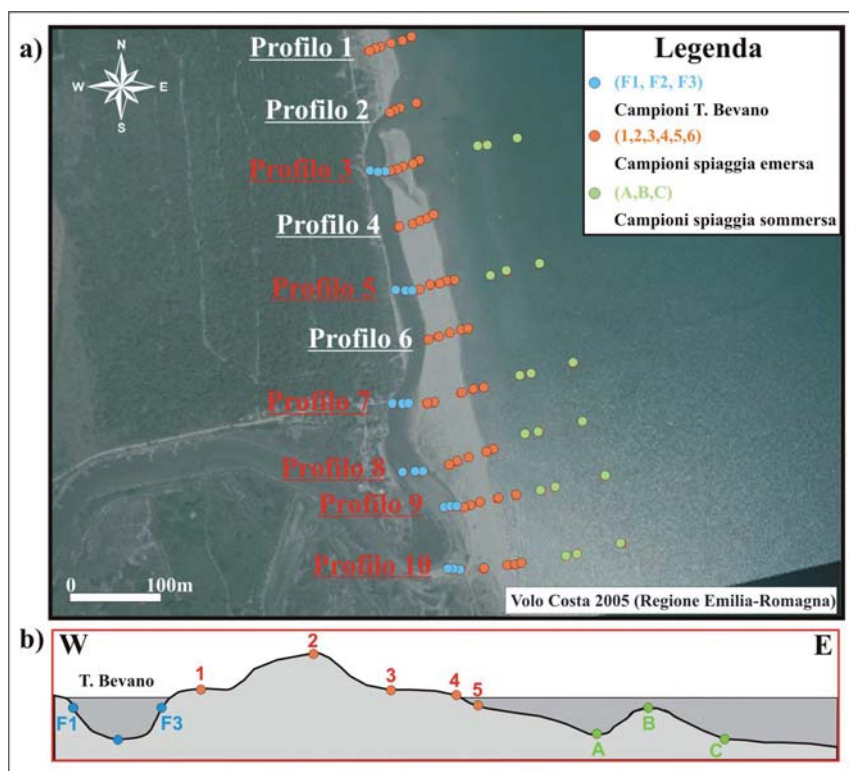 a)
N
W E
S
Profilo 1
Profilo 2
Profilo 3
Profilo 4
Profilo 5
Profilo 6
Profilo 7
Profilo 8
Profilo 9
Profilo 10
Legenda
(F1, F2, F3)
Campioni T. Bevano
(1,2,3,4,5,6)
Campioni spiaggia emersa
(A,B,C)
Campioni spiaggia sommersa
0 100m
Volo Costa 2005 (Regione Emilia-Romagna)
b)
W E
T. Bevano
F1 F3 1 2 3 4 5 A B C